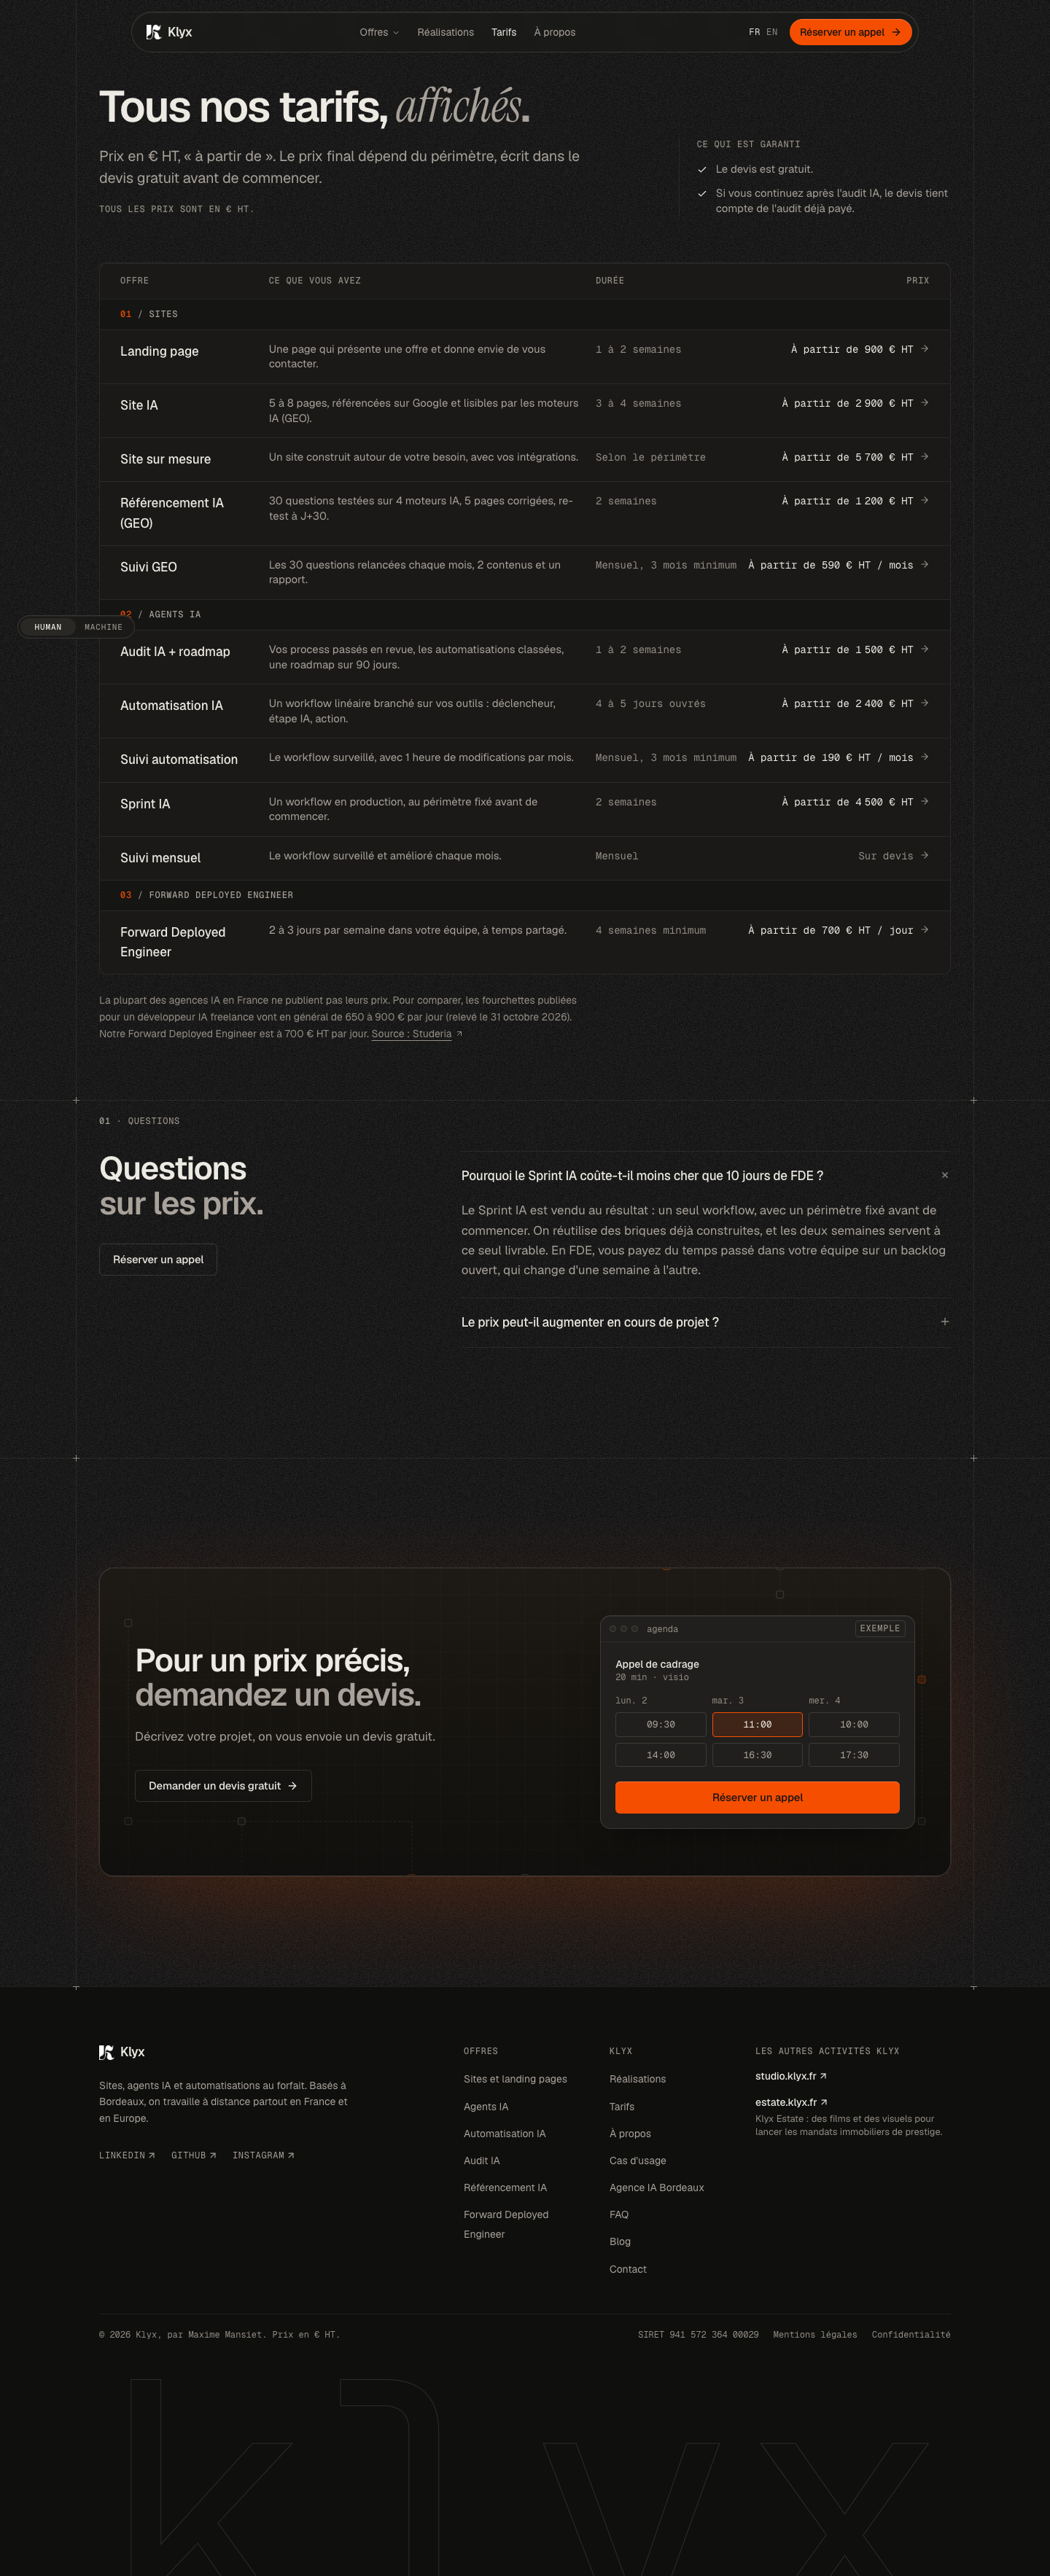 Klyx
Offres
Réalisations
Tarifs
À propos
FR EN
Réserver un appel
Tous nos tarifs, affichés.
Prix en € HT, « à partir de ». Le prix final dépend du périmètre, écrit dans le
devis gratuit avant de commencer.
TOUS LES PRIX SONT EN € HT.
CE QUI EST GARANTI
Le devis est gratuit.
Si vous continuez après l'audit IA, le devis tient
compte de l'audit déjà payé.
OFFRE CE QUE VOUS AVEZ DURÉE PRIX
01 / SITES
Landing page
Une page qui présente une offre et donne envie de vous
contacter.
1 à 2 semaines
À partir de 900 € HT
Site IA
5 à 8 pages, référencées sur Google et lisibles par les moteurs
IA (GEO).
3 à 4 semaines
À partir de 2 900 € HT
Site sur mesure
Un site construit autour de votre besoin, avec vos intégrations.
Selon le périmètre
À partir de 5 700 € HT
Référencement IA
(GEO)
30 questions testées sur 4 moteurs IA, 5 pages corrigées, re-
test à J+30.
2 semaines
À partir de 1 200 € HT
Suivi GEO
Les 30 questions relancées chaque mois, 2 contenus et un
rapport.
Mensuel, 3 mois minimum
À partir de 590 € HT / mois
02 / AGENTS IA
HUMAN MACHINE
Audit IA + roadmap
Vos process passés en revue, les automatisations classées,
une roadmap sur 90 jours.
1 à 2 semaines
À partir de 1 500 € HT
Automatisation IA
Un workflow linéaire branché sur vos outils : déclencheur,
étape IA, action.
4 à 5 jours ouvrés
À partir de 2 400 € HT
Suivi automatisation
Le workflow surveillé, avec 1 heure de modifications par mois.
Mensuel, 3 mois minimum
À partir de 190 € HT / mois
Sprint IA
Un workflow en production, au périmètre fixé avant de
commencer.
2 semaines
À partir de 4 500 € HT
Suivi mensuel
Le workflow surveillé et amélioré chaque mois.
Mensuel
Sur devis
03 / FORWARD DEPLOYED ENGINEER
Forward Deployed
Engineer
2 à 3 jours par semaine dans votre équipe, à temps partagé.
4 semaines minimum
À partir de 700 € HT / jour
La plupart des agences IA en France ne publient pas leurs prix. Pour comparer, les fourchettes publiées
pour un développeur IA freelance vont en général de 650 à 900 € par jour (relevé le 31 octobre 2026).
Notre Forward Deployed Engineer est à 700 € HT par jour. Source : Studeria
01 · QUESTIONS
Questions
sur les prix.
Réserver un appel
Pourquoi le Sprint IA coûte-t-il moins cher que 10 jours de FDE ?
Le Sprint IA est vendu au résultat : un seul workflow, avec un périmètre fixé avant de
commencer. On réutilise des briques déjà construites, et les deux semaines servent à
ce seul livrable. En FDE, vous payez du temps passé dans votre équipe sur un backlog
ouvert, qui change d'une semaine à l'autre.
Le prix peut-il augmenter en cours de projet ?
Pour un prix précis,
demandez un devis.
Décrivez votre projet, on vous envoie un devis gratuit.
Demander un devis gratuit
agenda
EXEMPLE
Appel de cadrage
20 min · visio
lun. 2 mar. 3 mer. 4
09:30 11:00 10:00
14:00 16:30 17:30
Réserver un appel
Klyx
Sites, agents IA et automatisations au forfait. Basés à
Bordeaux, on travaille à distance partout en France et
en Europe.
LINKEDIN GITHUB INSTAGRAM
OFFRES
Sites et landing pages
Agents IA
Automatisation IA
Audit IA
Référencement IA
Forward Deployed
Engineer
KLYX
Réalisations
Tarifs
À propos
Cas d'usage
Agence IA Bordeaux
FAQ
Blog
Contact
LES AUTRES ACTIVITÉS KLYX
studio.klyx.fr
estate.klyx.fr
Klyx Estate : des films et des visuels pour
lancer les mandats immobiliers de prestige.
© 2026 Klyx, par Maxime Mansiet. Prix en € HT.
SIRET 941 572 364 00029 Mentions légales Confidentialité
klyx